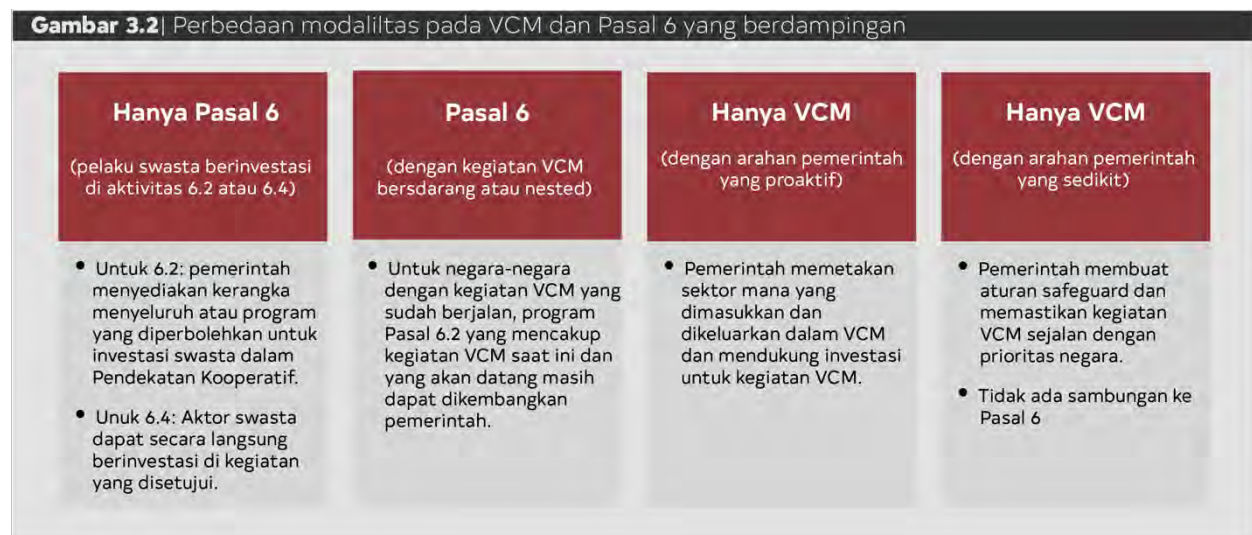 Gambar 3.2| Perbedaan modaliltas pada VCM dan Pasal 6 yang berdampingan
Hanya Pasal 6
(pelaku swasta berinvestasi
di aktivitas 6.2 atau 6.4)
• Untuk 6.2: pemerintah
menyediakan kerangka
menyeluruh atau program
yang diperbolehkan untuk
investasi swasta dalam
Pendekatan Kooperatif.
• Unuk 6.4: Aktor swasta
dapat secara langsung
berinvestasi di kegiatan
yang disetujui.
Pasal 6
(dengan kegiatan VCM
bersdarang atau nested)
• Untuk negara-negara
dengan kegiatan VCM yang
sudah berjalan, program
Pasal 6.2 yang mencakup
kegiatan VCM saat ini dan
yang akan datang masih
dapat dikembangkan
pemerintah.
Hanya VCM
(dengan arahan pemerintah
yang proaktif)
• Pemerintah memetakan
sektor mana yang
dimasukkan dan
dikeluarkan dalam VCM
dan mendukung investasi
untuk kegiatan VCM.
Hanya VCM
(dengan arahan pemerintah
yang sedikit)
• Pemerintah membuat
aturan safeguard dan
memastikan kegiatan
VCM sejalan dengan
prioritas negara.
• Tidak ada sambungan ke
Pasal 6